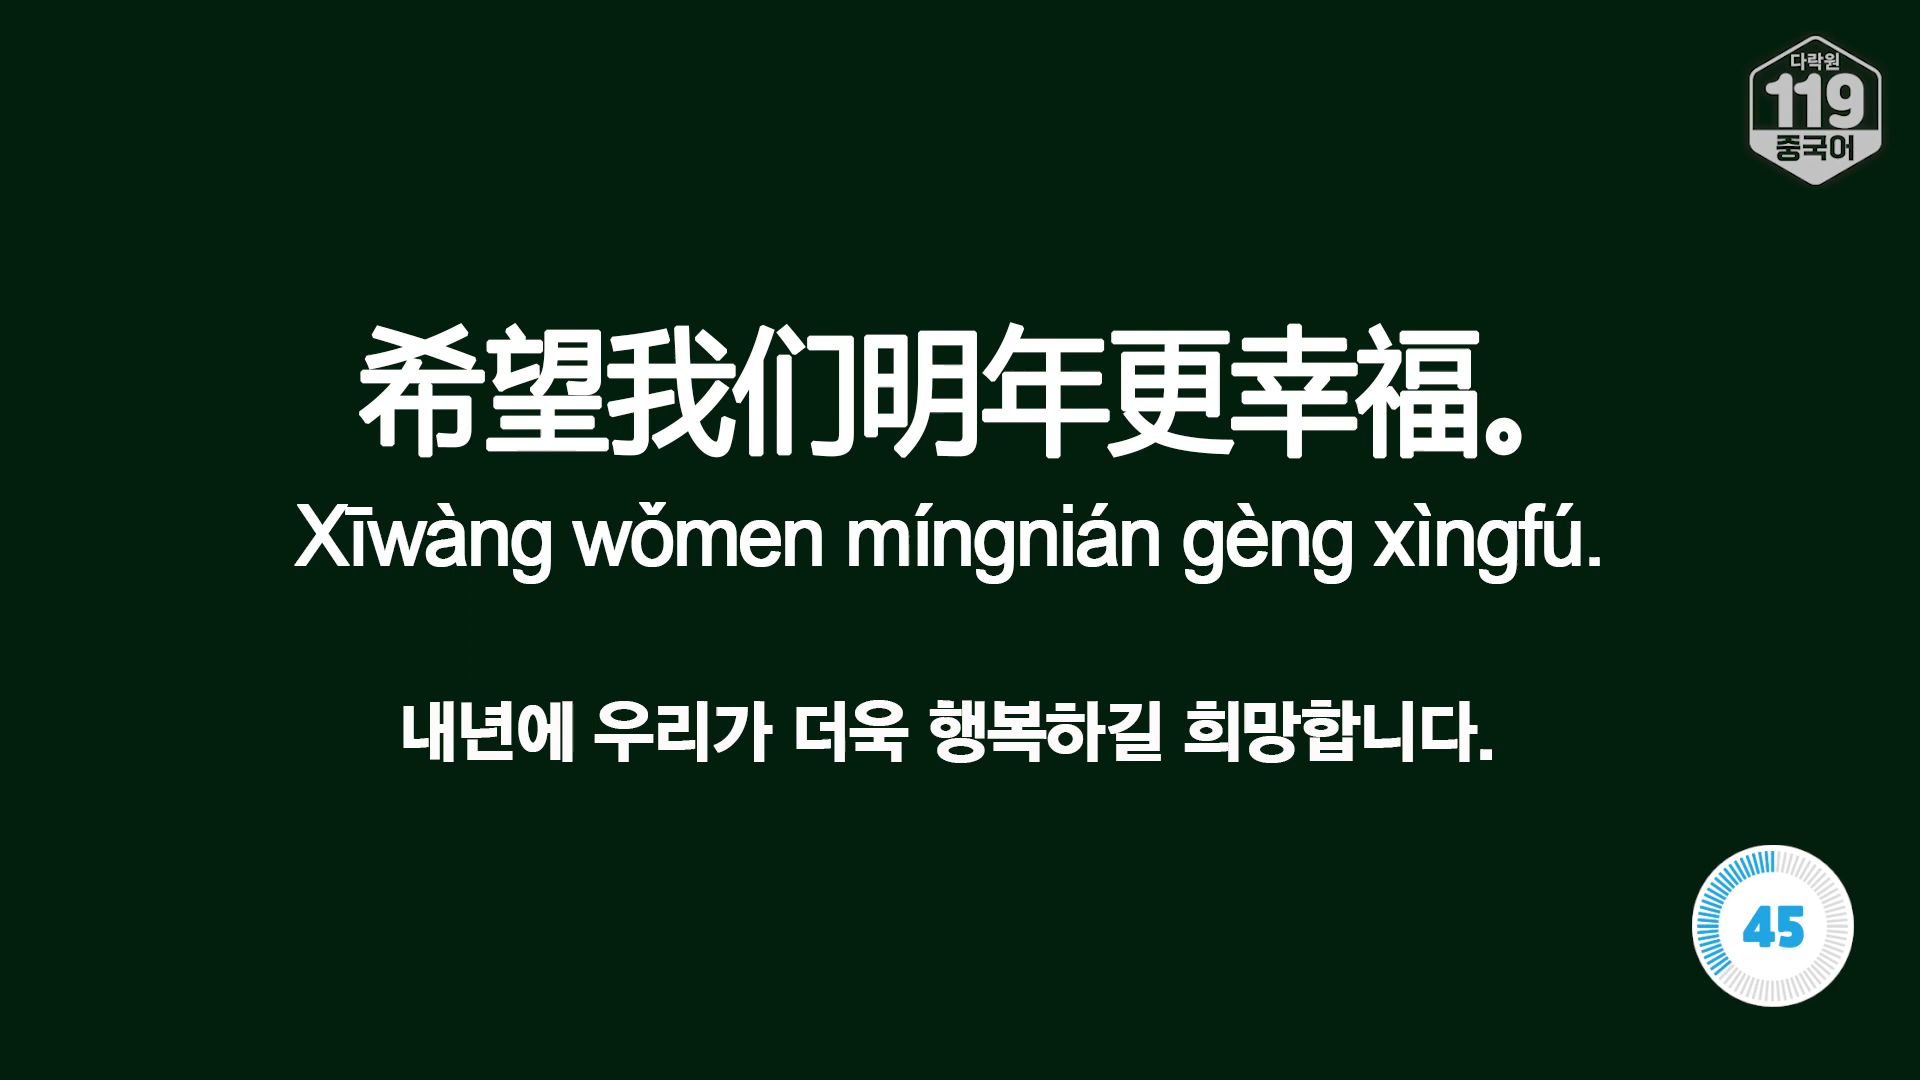 다락원
119
중국어
希望我们明年更幸福。
Xīwàng wǒmen míngnián gèng xìngfú.
내년에 우리가 더욱 행복하길 희망합니다.
45